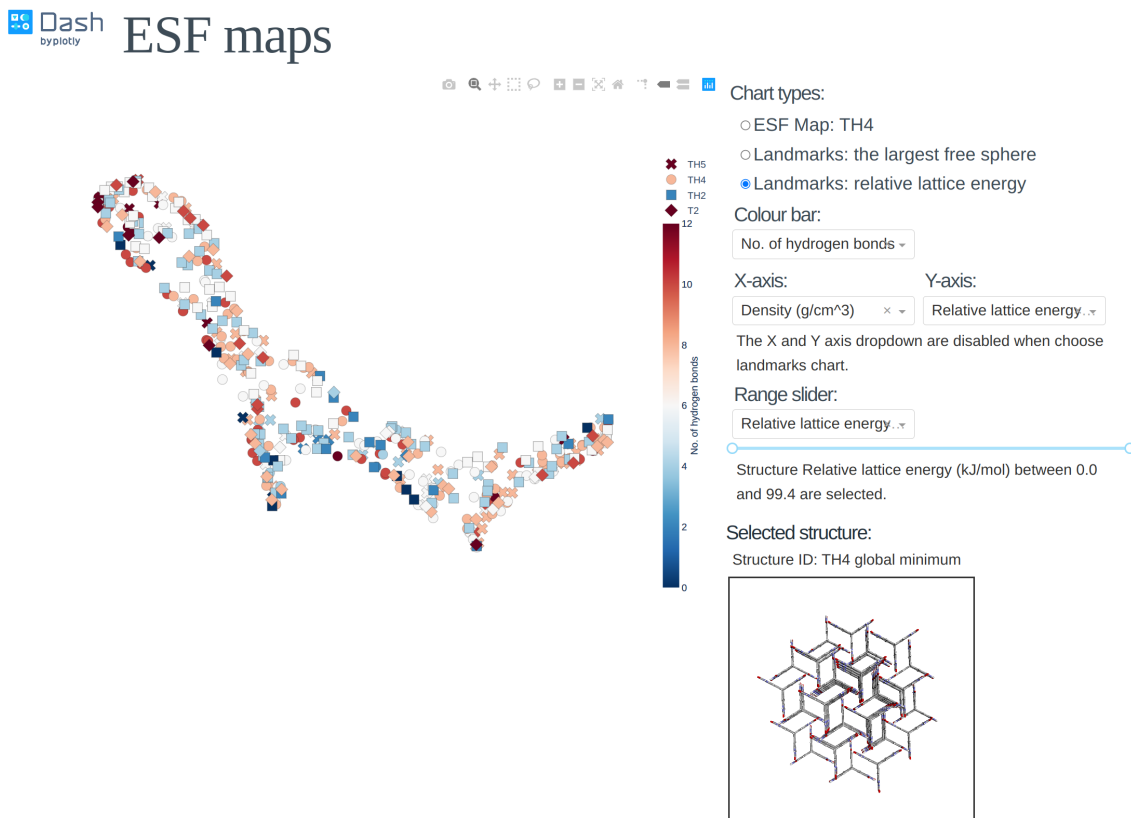 Dash
by plotly
ESF maps
TH5
TH4
TH2
T2
12
10
8
6
4
2
0
No. of hydrogen bonds
Chart types:
ESF Map: TH4
Landmarks: the largest free sphere
Landmarks: relative lattice energy
Colour bar:
No. of hydrogen bonds
X-axis: Y-axis:
Density (g/cm^3) × Relative lattice energy...
The X and Y axis dropdown are disabled when choose
landmarks chart.
Range slider:
Relative lattice energy...
Structure Relative lattice energy (kJ/mol) between 0.0
and 99.4 are selected.
Selected structure:
Structure ID: TH4 global minimum